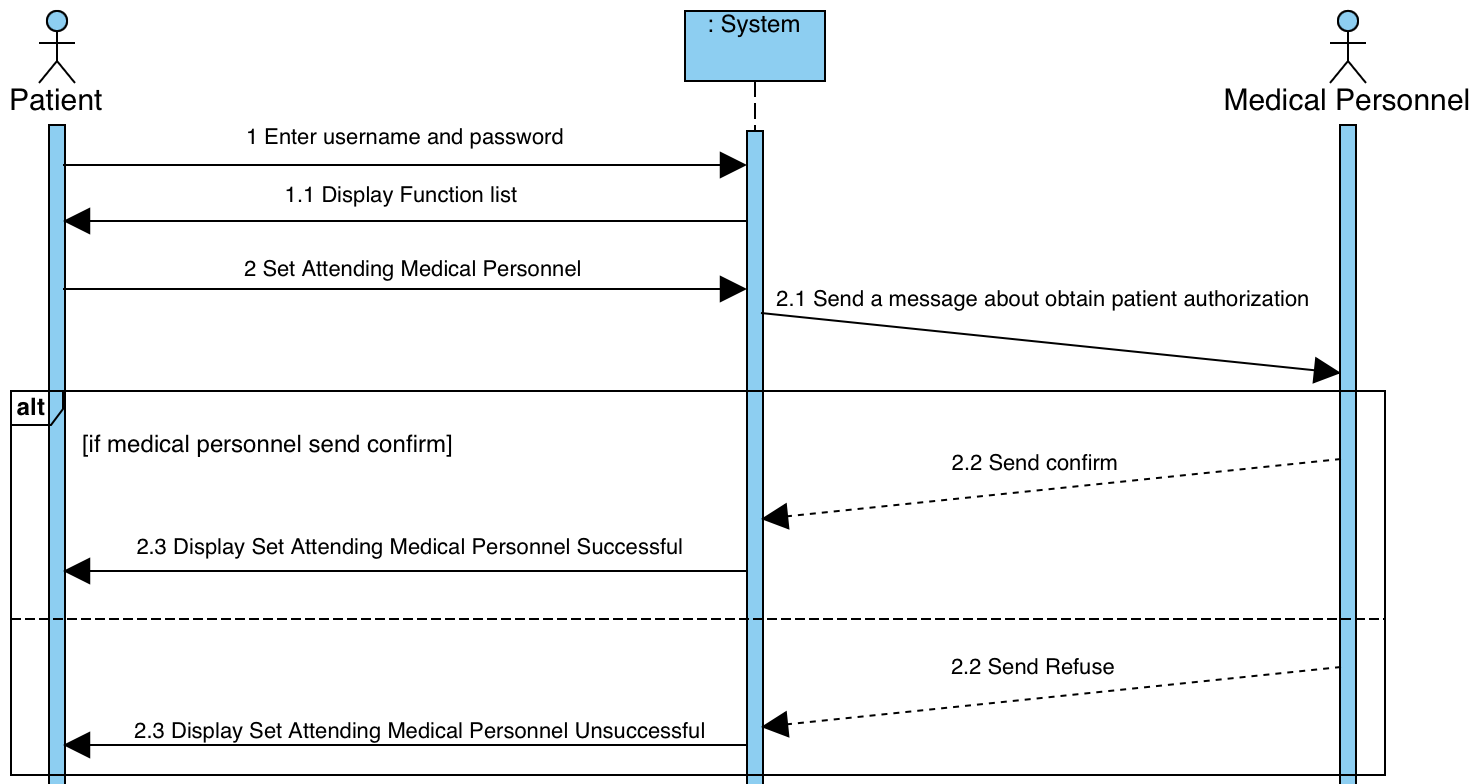 : System
Patient
Medical Personnel
1 Enter username and password
1.1 Display Function list
2 Set Attending Medical Personnel
2.1 Send a message about obtain patient authorization
alt
[if medical personnel send confirm]
2.2 Send confirm
2.3 Display Set Attending Medical Personnel Successful
2.2 Send Refuse
2.3 Display Set Attending Medical Personnel Unsuccessful